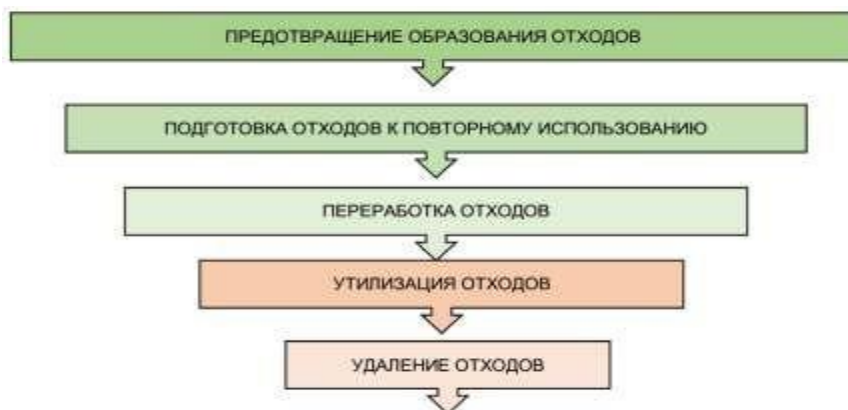 ПРЕДОТВРАЩЕНИЕ ОБРАЗОВАНИЯ ОТХОДОВ
ПОДГОТОВКА ОТХОДОВ К ПОВТОРНОМУ ИСПОЛЬЗОВАНИЮ
ПЕРЕРАБОТКА ОТХОДОВ
УТИЛИЗАЦИЯ ОТХОДОВ
УДАЛЕНИЕ ОТХОДОВ